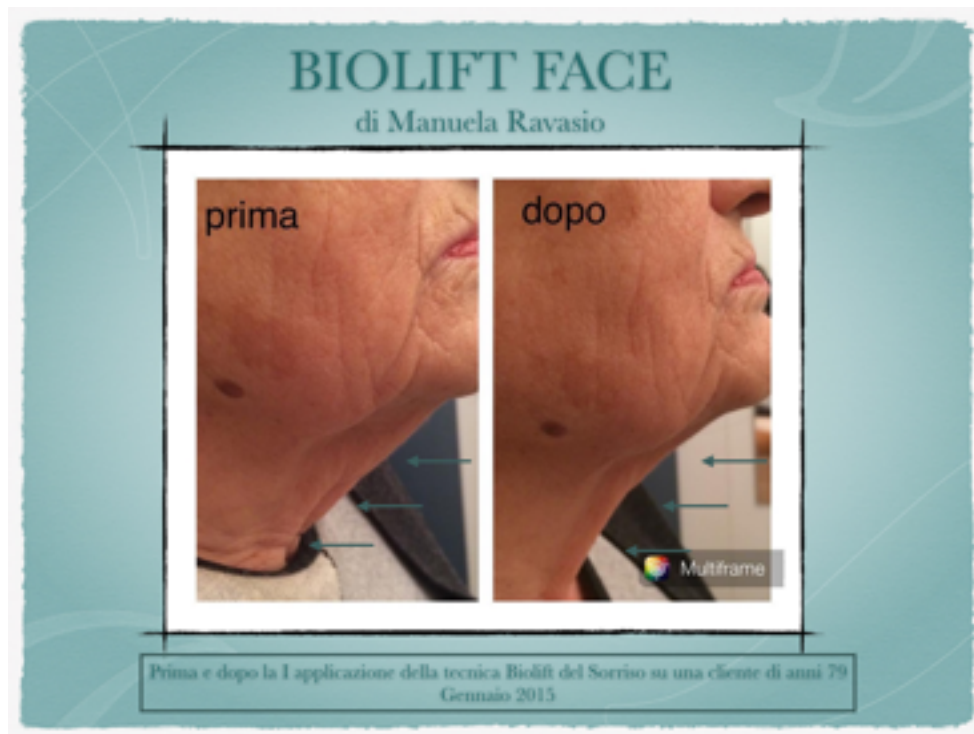 BIOLIFT FACE
di Manuela Ravasio
prima
dopo
Multiframe
Prima e dopo la I applicazione della tecnica Biolift del Sorriso su una cliente di anni 79
Gennaio 2015